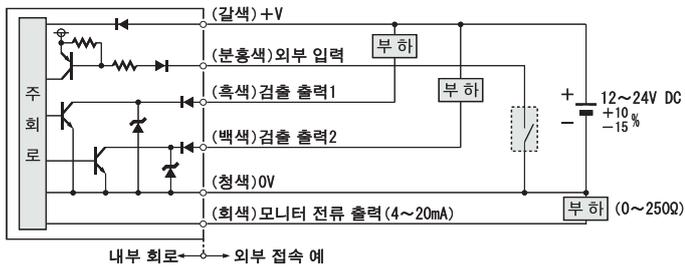 (갈색)+V
(분홍색)외부 입력
부 하
(흑색)검출 출력1
부 하
주 회 로
+ 12~24V DC
+10
−15 %
−
(백색)검출 출력2
(청색)0V
(회색)모니터 전류 출력(4~20mA)
부 하 (0~250Ω)
내부 회로 외부 접속 예